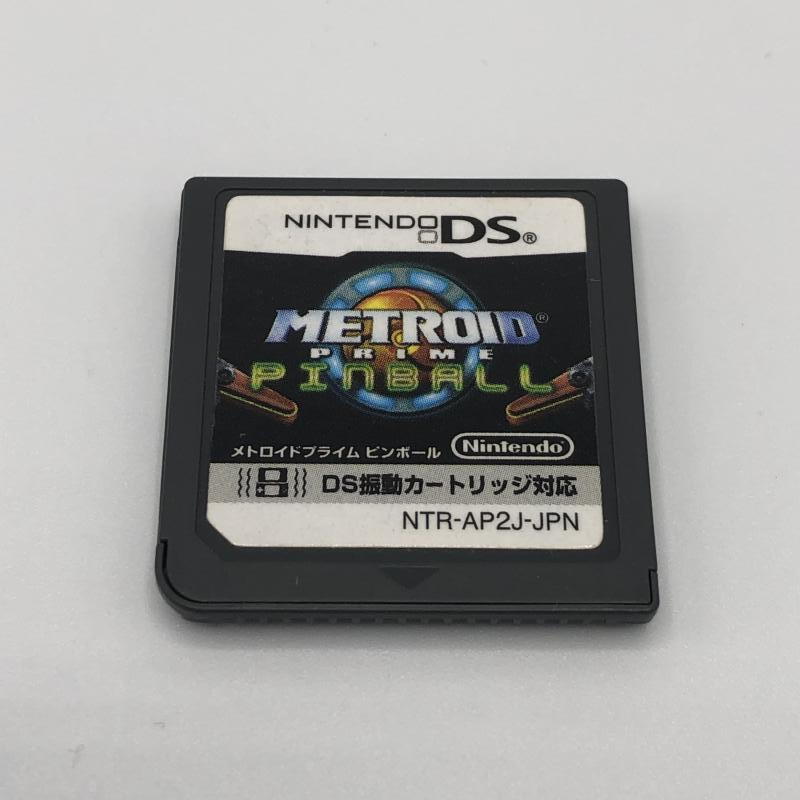 NINTENDO DS®
METROID®
PRIME
PINBALL
メトロイドプライム ピンボール Nintendo
DS振動カートリッジ対応
NTR-AP2J-JPN